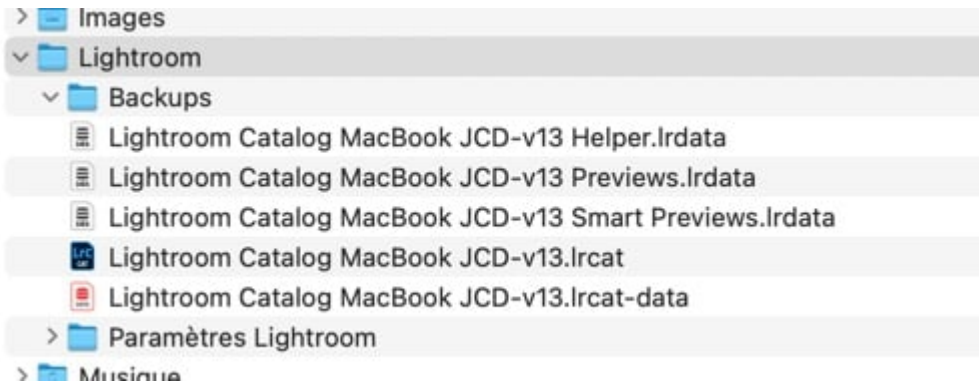 Images
Lightroom
Backups
Lightroom Catalog MacBook JCD-v13 Helper.lrdata
Lightroom Catalog MacBook JCD-v13 Previews.lrdata
Lightroom Catalog MacBook JCD-v13 Smart Previews.lrdata
Lightroom Catalog MacBook JCD-v13.lrcat
Lightroom Catalog MacBook JCD-v13.lrcat-data
Paramètres Lightroom
Musique